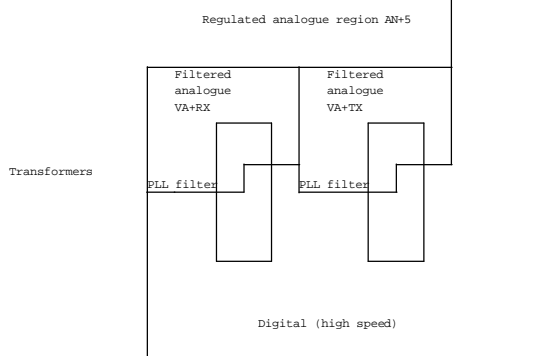 Regulated analogue region AN+5
Filtered
analogue
VA+RX
Filtered
analogue
VA+TX
Transformers
PLL filter
PLL filter
Digital (high speed)